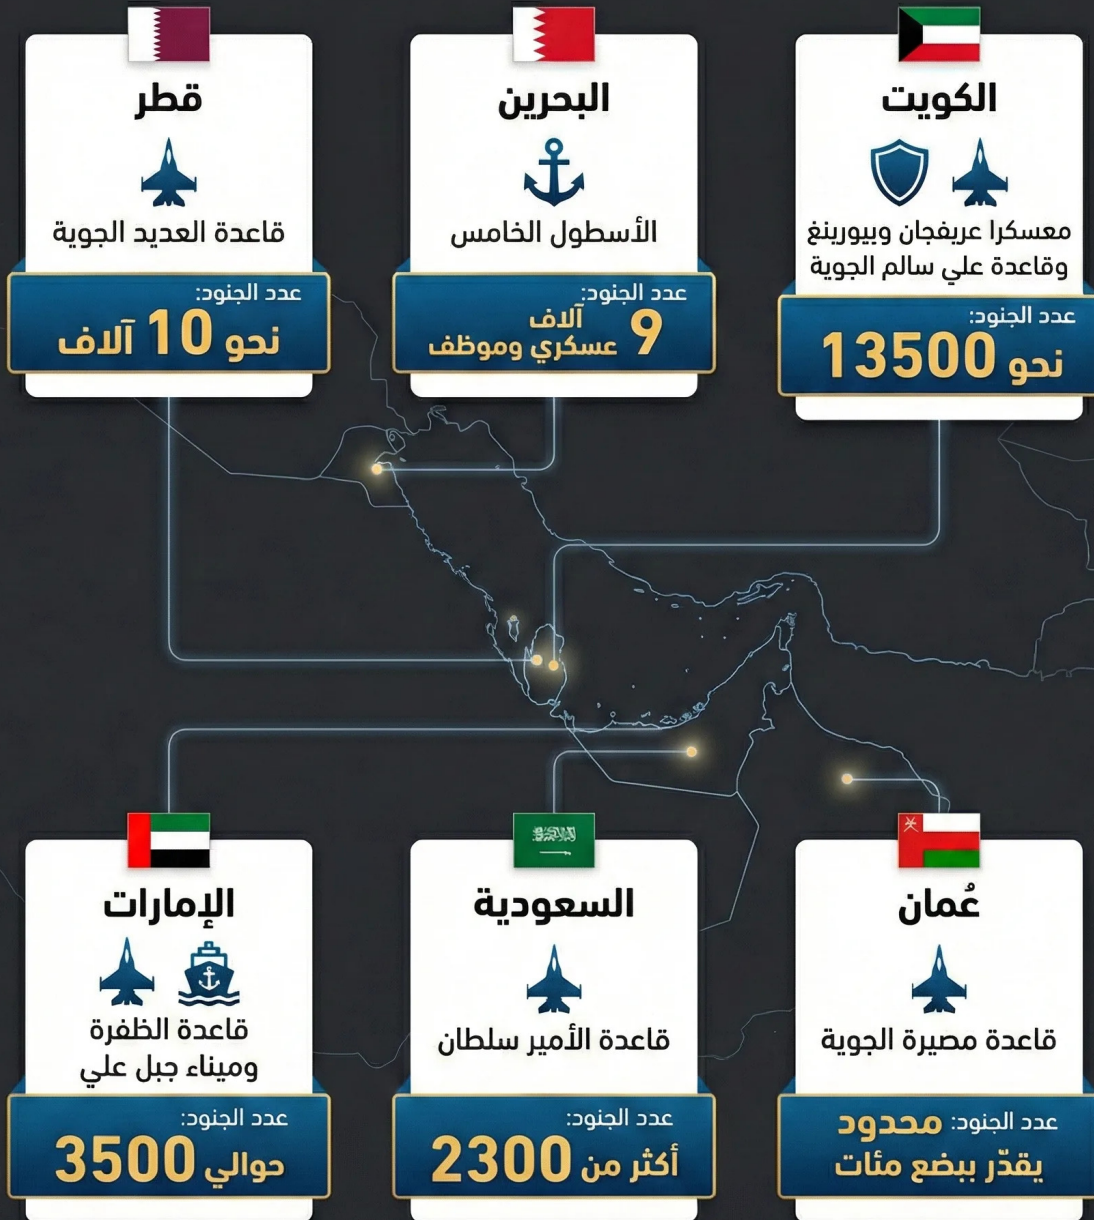 الكويت
معسكرا عريفجان وبيورينغ
وقاعدة علي سالم الجوية
عدد الجنود:
نحو 13500
البحرين
الأسطول الخامس
عدد الجنود:
9 آلاف
عسكري وموظف
قطر
قاعدة العديد الجوية
عدد الجنود:
نحو 10 آلاف
عُمان
قاعدة مصيرة الجوية
عدد الجنود: محدود
يقدّر ببضع مئات
السعودية
قاعدة الأمير سلطان
عدد الجنود:
أكثر من 2300
الإمارات
قاعدة الظفرة
وميناء جبل علي
عدد الجنود:
حوالي 3500